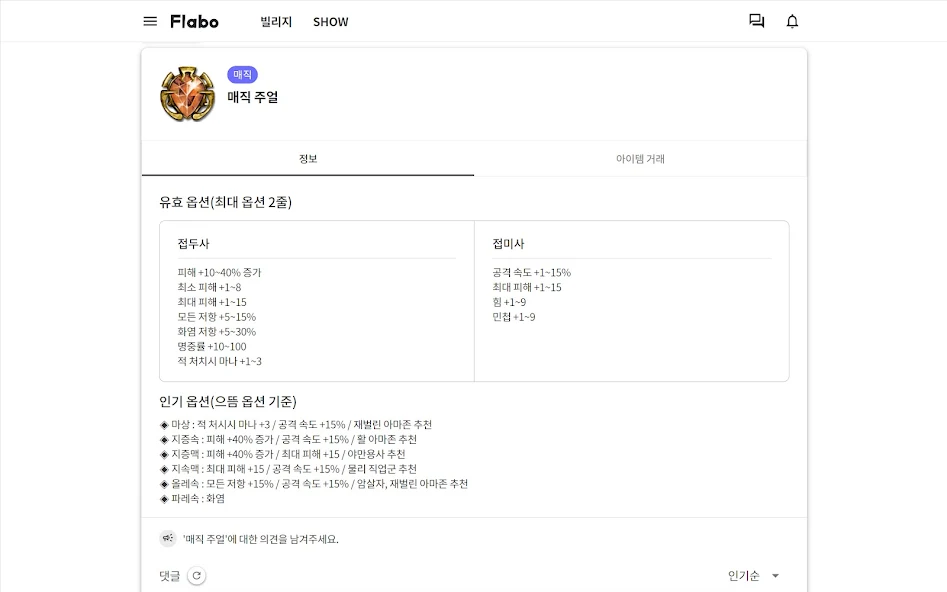 Flabo 빌리지 SHOW
매직
매직 주얼
정보 아이템 거래
유효 옵션(최대 옵션 2줄)
접두사
피해 +10~40% 증가
최소 피해 +1~8
최대 피해 +1~15
모든 저항 +5~15%
화염 저항 +5~30%
명중률 +10~100
적 처치시 마나 +1~3
접미사
공격 속도 +1~15%
최대 피해 +1~15
힘 +1~9
민첩 +1~9
인기 옵션(으뜸 옵션 기준)
◈ 마상 : 적 처시시 마나 +3 / 공격 속도 +15% / 재벌린 아마존 추천
◈ 지증속 : 피해 +40% 증가 / 공격 속도 +15% / 활 아마존 추천
◈ 지증맥 : 피해 +40% 증가 / 최대 피해 +15 / 야만용사 추천
◈ 지속맥 : 최대 피해 +15 / 공격 속도 +15% / 물리 직업군 추천
◈ 올레속 : 모든 저항 +15% / 공격 속도 +15% / 암살자, 재벌린 아마존 추천
◈ 파레속 : 화염
'매직 주얼'에 대한 의견을 남겨주세요.
댓글 인기순